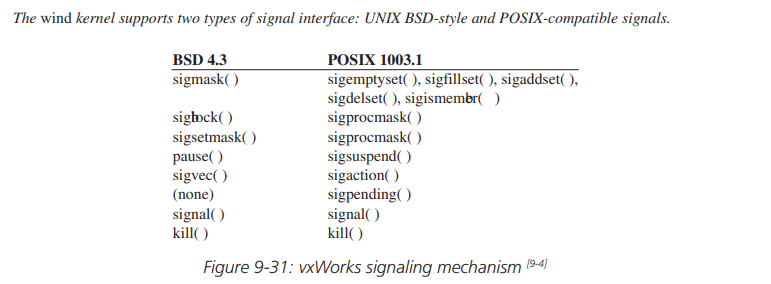 The wind kernel supports two types of signal interface: UNIX BSD-style and POSIX-compatible signals.
BSD 4.3 POSIX 1003.1
sigmask( ) sigemptyset( ), sigfillset( ), sigaddset( ),
sigdelset( ), sigismember( )
sigblock( ) sigprocmask( )
sigsetmask( ) sigprocmask( )
pause( ) sigsuspend( )
sigvec( ) sigaction( )
(none) sigpending( )
signal( ) signal( )
kill( ) kill( )
Figure 9-31: vxWorks signaling mechanism [9-4]